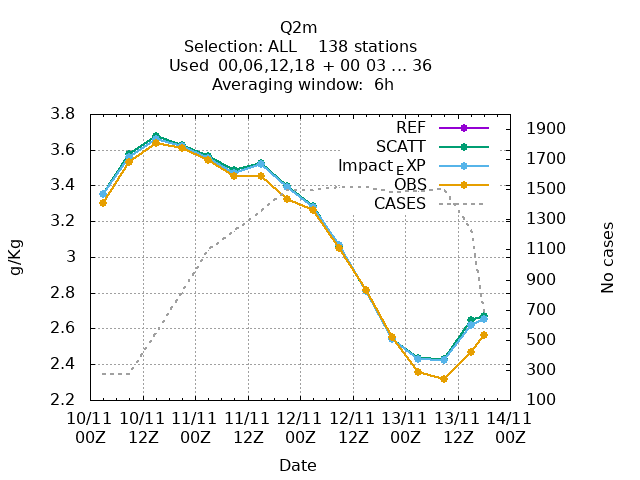 Q2m
Selection: ALL    138 stations
Used  00,06,12,18 + 00 03 ... 36
Averaging window:  6h
3.8
3.6
3.4
3.2
3
2.8
2.6
2.4
2.2
g/Kg
REF
SCATT
Impact_EXP
OBS
CASES
1900
1700
1500
1300
1100
900
700
500
300
100
No cases
10/11 10/11 11/11 11/11 12/11 12/11 13/11 13/11 14/11
00Z 12Z 00Z 12Z 00Z 12Z 00Z 12Z 00Z
Date